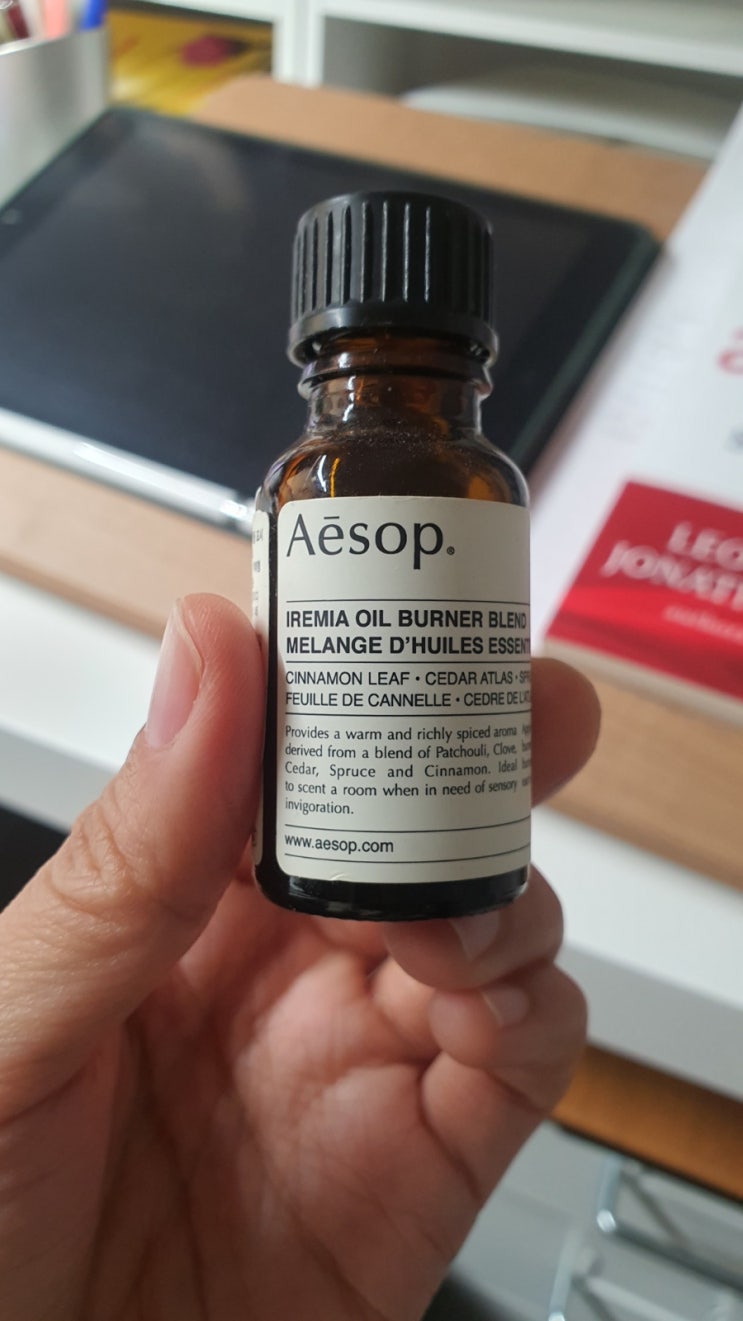 Aēsop.®
IREMIA OIL BURNER BLEND
MELANGE D'HUILES
CINNAMON LEAF • CEDAR ATLAS •
FEUILLE DE CANNELLE • CEDRE DE
Provides a warm and richly spiced aroma
derived from a blend of Patchouli, Clove,
Cedar, Spruce and Cinnamon. Ideal
to scent a room when in need of sensory
invigoration.
www.aesop.com